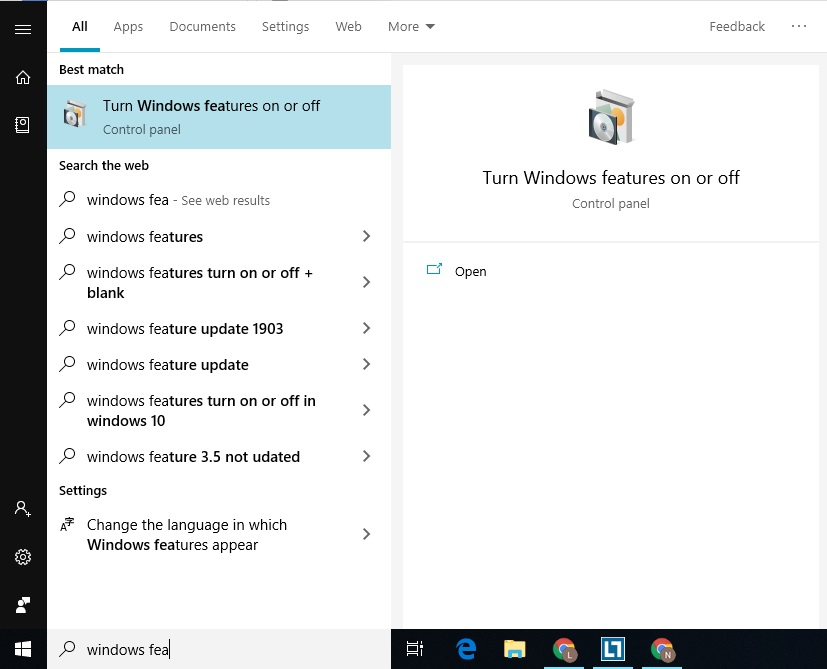 All Apps Documents Settings Web More Feedback ...
Best match
Turn Windows features on or off
Control panel
Search the web
windows fea - See web results
windows features
windows features turn on or off +
blank
windows feature update 1903
windows feature update
windows features turn on or off in
windows 10
windows feature 3.5 not udated
Settings
Change the language in which
Windows features appear
windows fea
Turn Windows features on or off
Control panel
Open
L
N